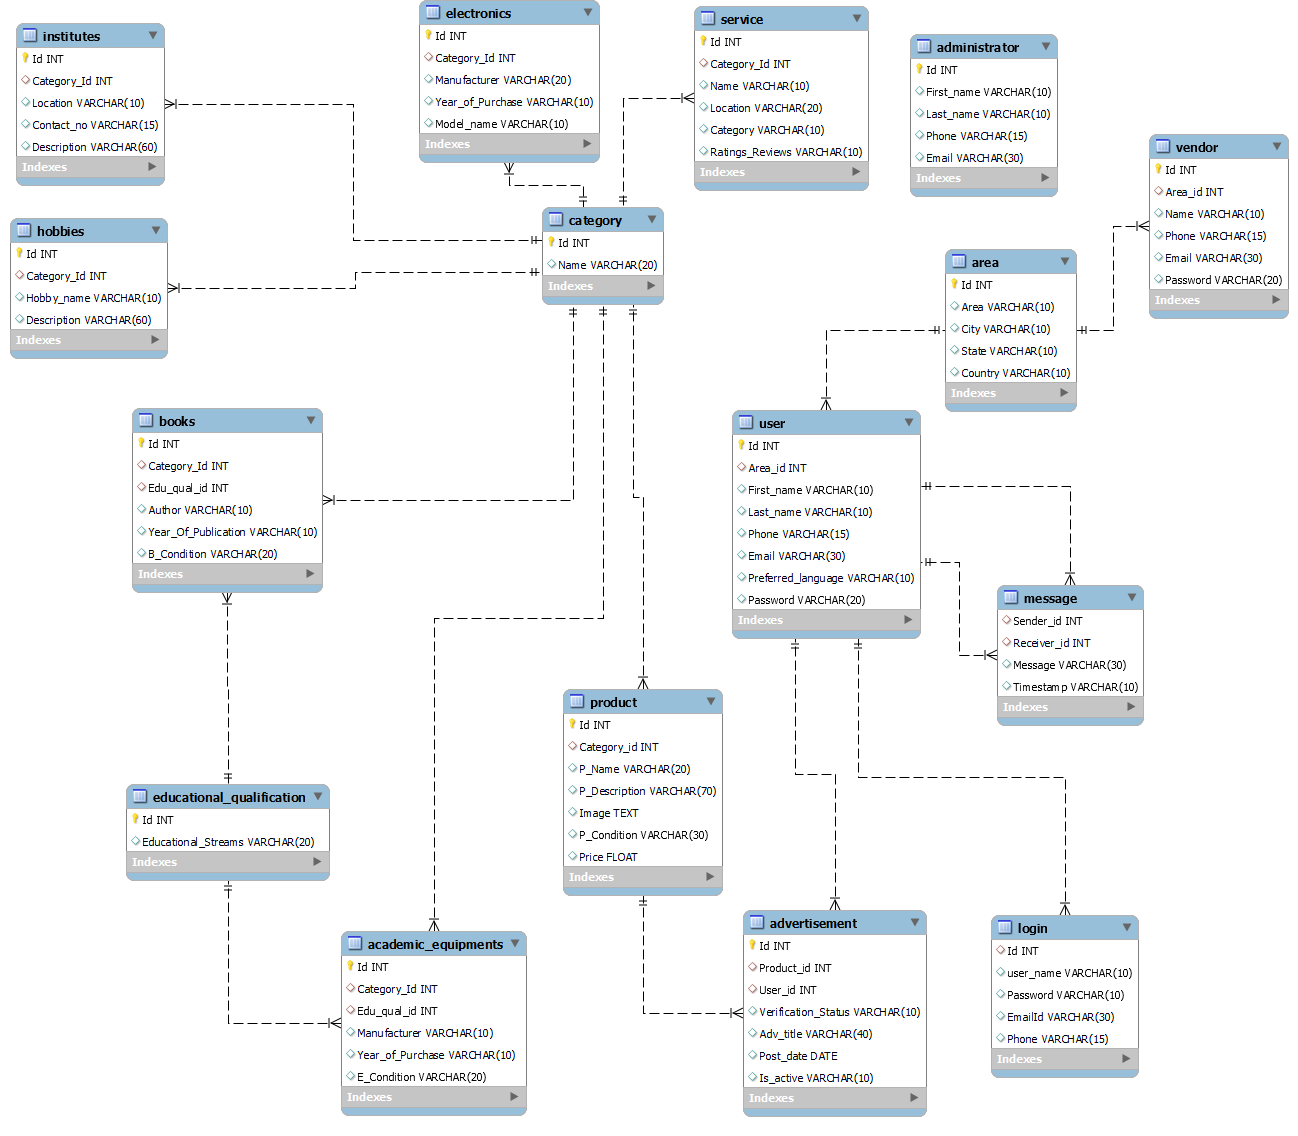 institutes
Id INT
Category_Id INT
Location VARCHAR(10)
Contact_no VARCHAR(15)
Description VARCHAR(60)
Indexes
electronics
Id INT
Category_Id INT
Manufacturer VARCHAR(20)
Year_of_Purchase VARCHAR(10)
Model_name VARCHAR(10)
Indexes
service
Id INT
Category_Id INT
Name VARCHAR(10)
Location VARCHAR(20)
Category VARCHAR(10)
Ratings_Reviews VARCHAR(10)
Indexes
administrator
Id INT
First_name VARCHAR(10)
Last_name VARCHAR(10)
Phone VARCHAR(15)
Email VARCHAR(30)
Indexes
vendor
Id INT
Area_id INT
Name VARCHAR(10)
Phone VARCHAR(15)
Email VARCHAR(30)
Password VARCHAR(20)
Indexes
hobbies
Id INT
Category_Id INT
Hobby_name VARCHAR(10)
Description VARCHAR(60)
Indexes
category
Id INT
Name VARCHAR(20)
Indexes
area
Id INT
Area VARCHAR(10)
City VARCHAR(10)
State VARCHAR(10)
Country VARCHAR(10)
Indexes
books
Id INT
Category_Id INT
Edu_qual_id INT
Author VARCHAR(10)
Year_Of_Publication VARCHAR(10)
B_Condition VARCHAR(20)
Indexes
user
Id INT
Area_id INT
First_name VARCHAR(10)
Last_name VARCHAR(10)
Phone VARCHAR(15)
Email VARCHAR(30)
Preferred_language VARCHAR(10)
Password VARCHAR(20)
Indexes
message
Sender_id INT
Receiver_id INT
Message VARCHAR(30)
Timestamp VARCHAR(10)
Indexes
product
Id INT
Category_id INT
P_Name VARCHAR(20)
P_Description VARCHAR(70)
Image TEXT
P_Condition VARCHAR(30)
Price FLOAT
Indexes
educational_qualification
Id INT
Educational_Streams VARCHAR(20)
Indexes
academic_equipments
Id INT
Category_Id INT
Edu_qual_id INT
Manufacturer VARCHAR(10)
Year_of_Purchase VARCHAR(10)
E_Condition VARCHAR(20)
Indexes
advertisement
Id INT
Product_id INT
User_id INT
Verification_Status VARCHAR(10)
Adv_title VARCHAR(40)
Post_date DATE
Is_active VARCHAR(10)
Indexes
login
Id INT
user_name VARCHAR(10)
Password VARCHAR(10)
EmailId VARCHAR(30)
Phone VARCHAR(15)
Indexes